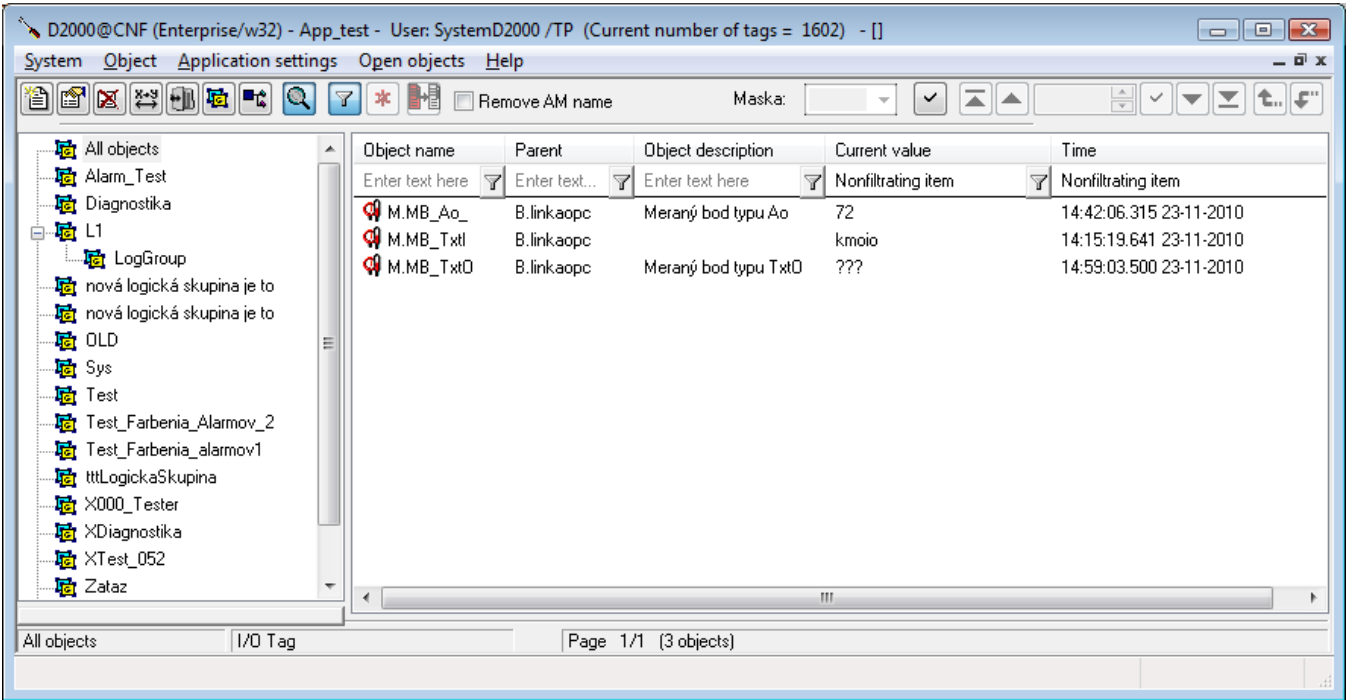 D2000@CNF (Enterprise/w32) - App_test - User: SystemD2000 /TP (Current number of tags = 1602) - []
System Object Application settings Open objects Help
Remove AM name Maska:
All objects
Alarm_Test
Diagnostika
L1
LogGroup
nová logická skupina je to
nová logická skupina je to
OLD
Sys
Test
Test_Farbenia_Alarmov_2
Test_Farbenia_alarmov1
tttLogickaSkupina
X000_Tester
XDiagnostika
XTest_052
Zataz
Object name Parent Object description Current value Time
Enter text here Enter text... Enter text here Nonfiltrating item Nonfiltrating item
M.MB_Ao_ B.linkaopc Meraný bod typu Ao 72 14:42:06.315 23-11-2010
M.MB_TxtI B.linkaopc kmoio 14:15:19.641 23-11-2010
M.MB_TxtO B.linkaopc Meraný bod typu TxtO ??? 14:59:03.500 23-11-2010
All objects I/O Tag Page 1/1 (3 objects)